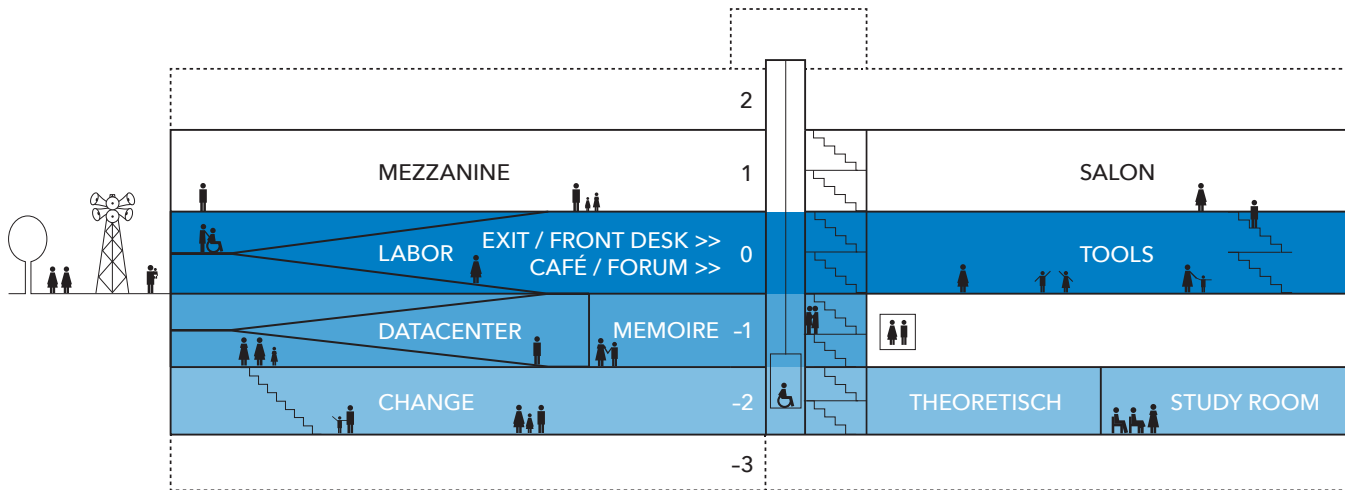 2
MEZZANINE
1
SALON
LABOR
EXIT / FRONT DESK >>
CAFÉ / FORUM >>
0
TOOLS
DATACENTER
MEMOIRE
–1
CHANGE
–2
THEORETISCH
STUDY ROOM
–3